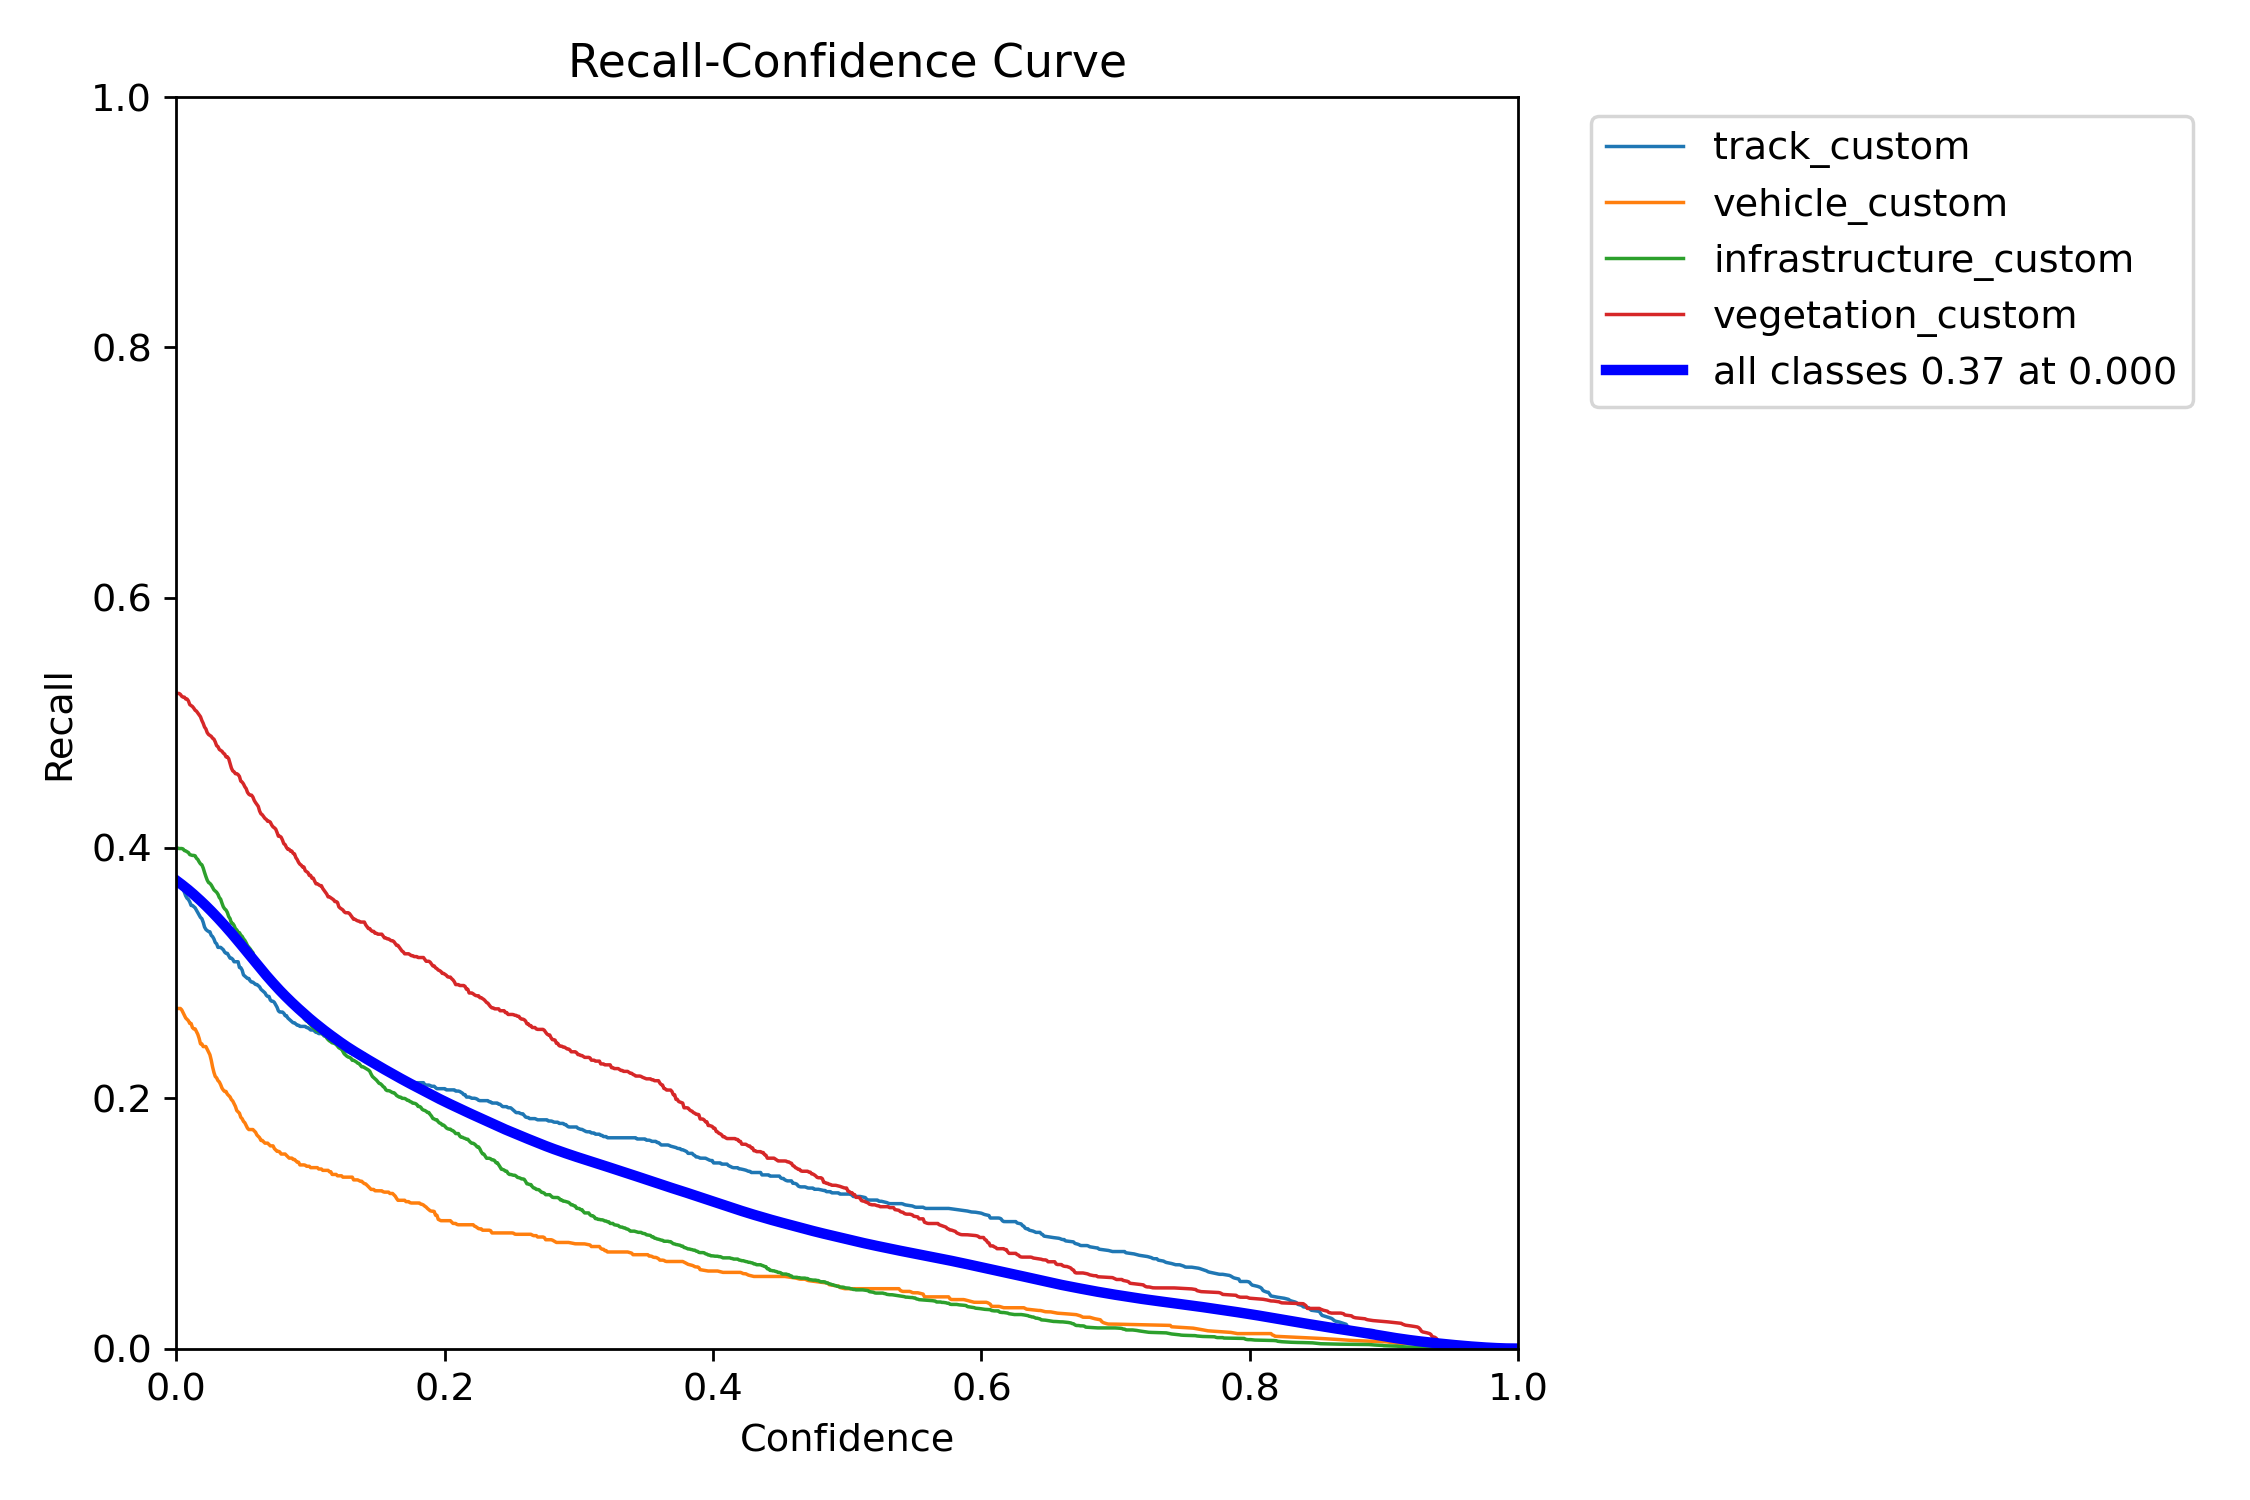 Recall-Confidence Curve
1.0
0.8
0.6
0.4
0.2
0.0
Recall
0.0 0.2 0.4 0.6 0.8 1.0
Confidence
track_custom
vehicle_custom
infrastructure_custom
vegetation_custom
all classes 0.37 at 0.000